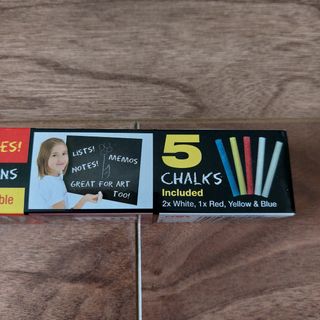 ES!
NS
ble
LISTS!
MEMOS
NOTES!
GREAT FOR ART
TOO!
5
CHALKS
Included
2x White, 1x Red, Yellow & Blue